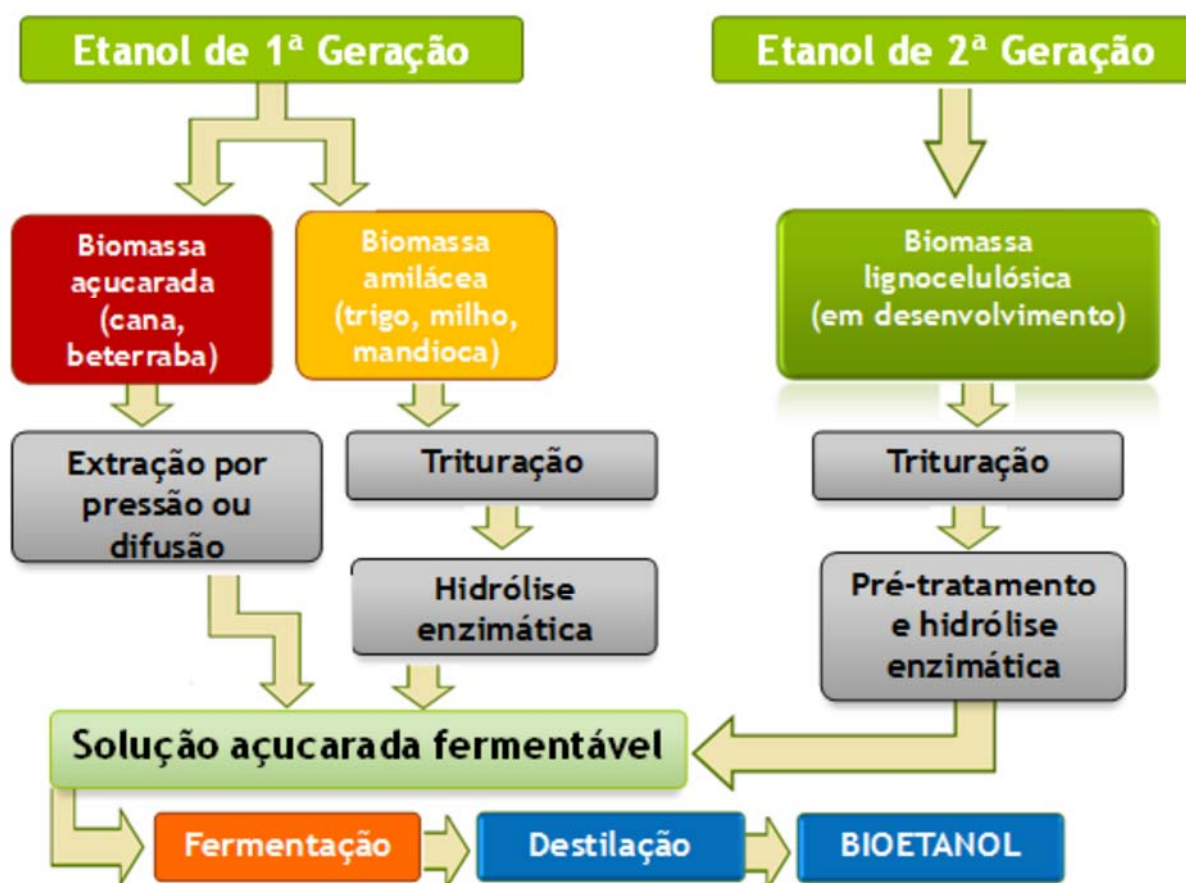 Etanol de 1ª Geração
Etanol de 2ª Geração
Biomassa
açucarada
(cana,
beterraba)
Biomassa
amilácea
(trigo, milho,
mandioca)
Biomassa
lignocelulósica
(em desenvolvimento)
Extração por
pressão ou
difusão
Trituração
Trituração
Hidrólise
enzimática
Pré-tratamento
e hidrólise
enzimática
Solução açucarada fermentável
Fermentação
Destilação
BIOETANOL